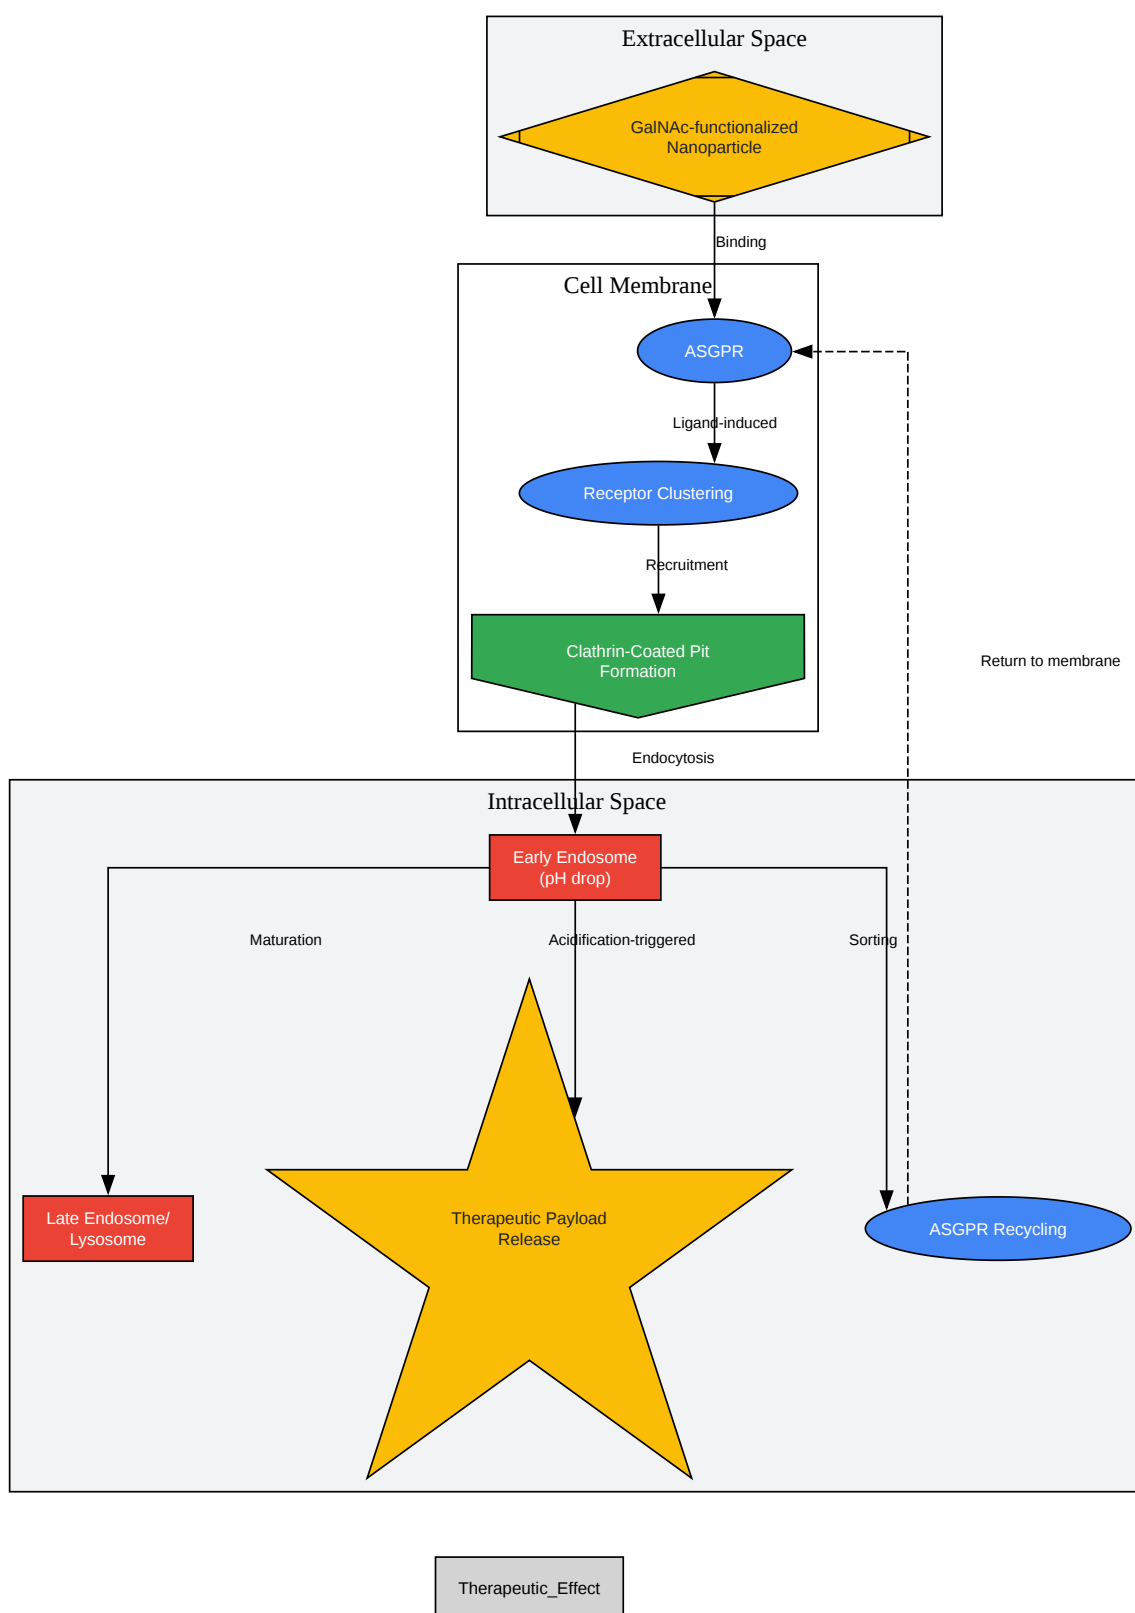 Extracellular Space
GalNAc-functionalized
Nanoparticle
Binding
Cell Membrane
ASGPR
Ligand-induced
Receptor Clustering
Recruitment
Clathrin-Coated Pit
Formation
Return to membrane
Endocytosis
Intracellular Space
Early Endosome
(pH drop)
Maturation
Acidification-triggered
Sorting
Late Endosome/
Lysosome
Therapeutic Payload
Release
ASGPR Recycling
Therapeutic_Effect